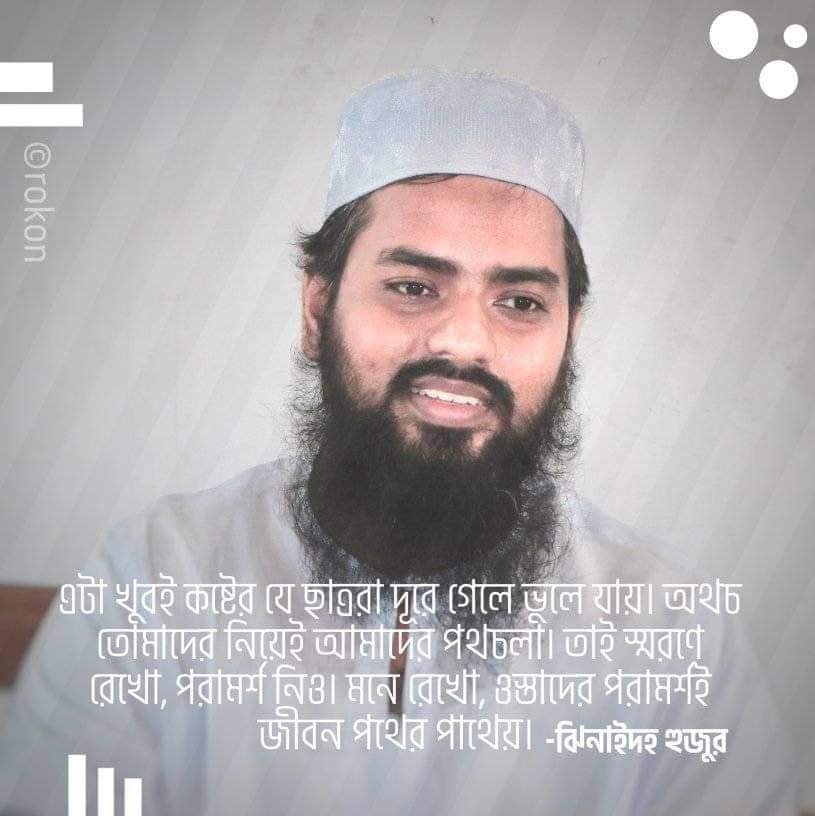 ©rokon
এটা খুবই কষ্টের যে ছাত্ররা দূরে গেলে ভুলে যায়। অথচ
তোমাদের নিয়েই আমাদের পথচলা। তাই স্মরণে
রেখো, পরামর্শ নিও। মনে রেখো, ওস্তাদের পরামর্শই
জীবন পথের পাথেয়। -ঝিনাইদহ হুজুর